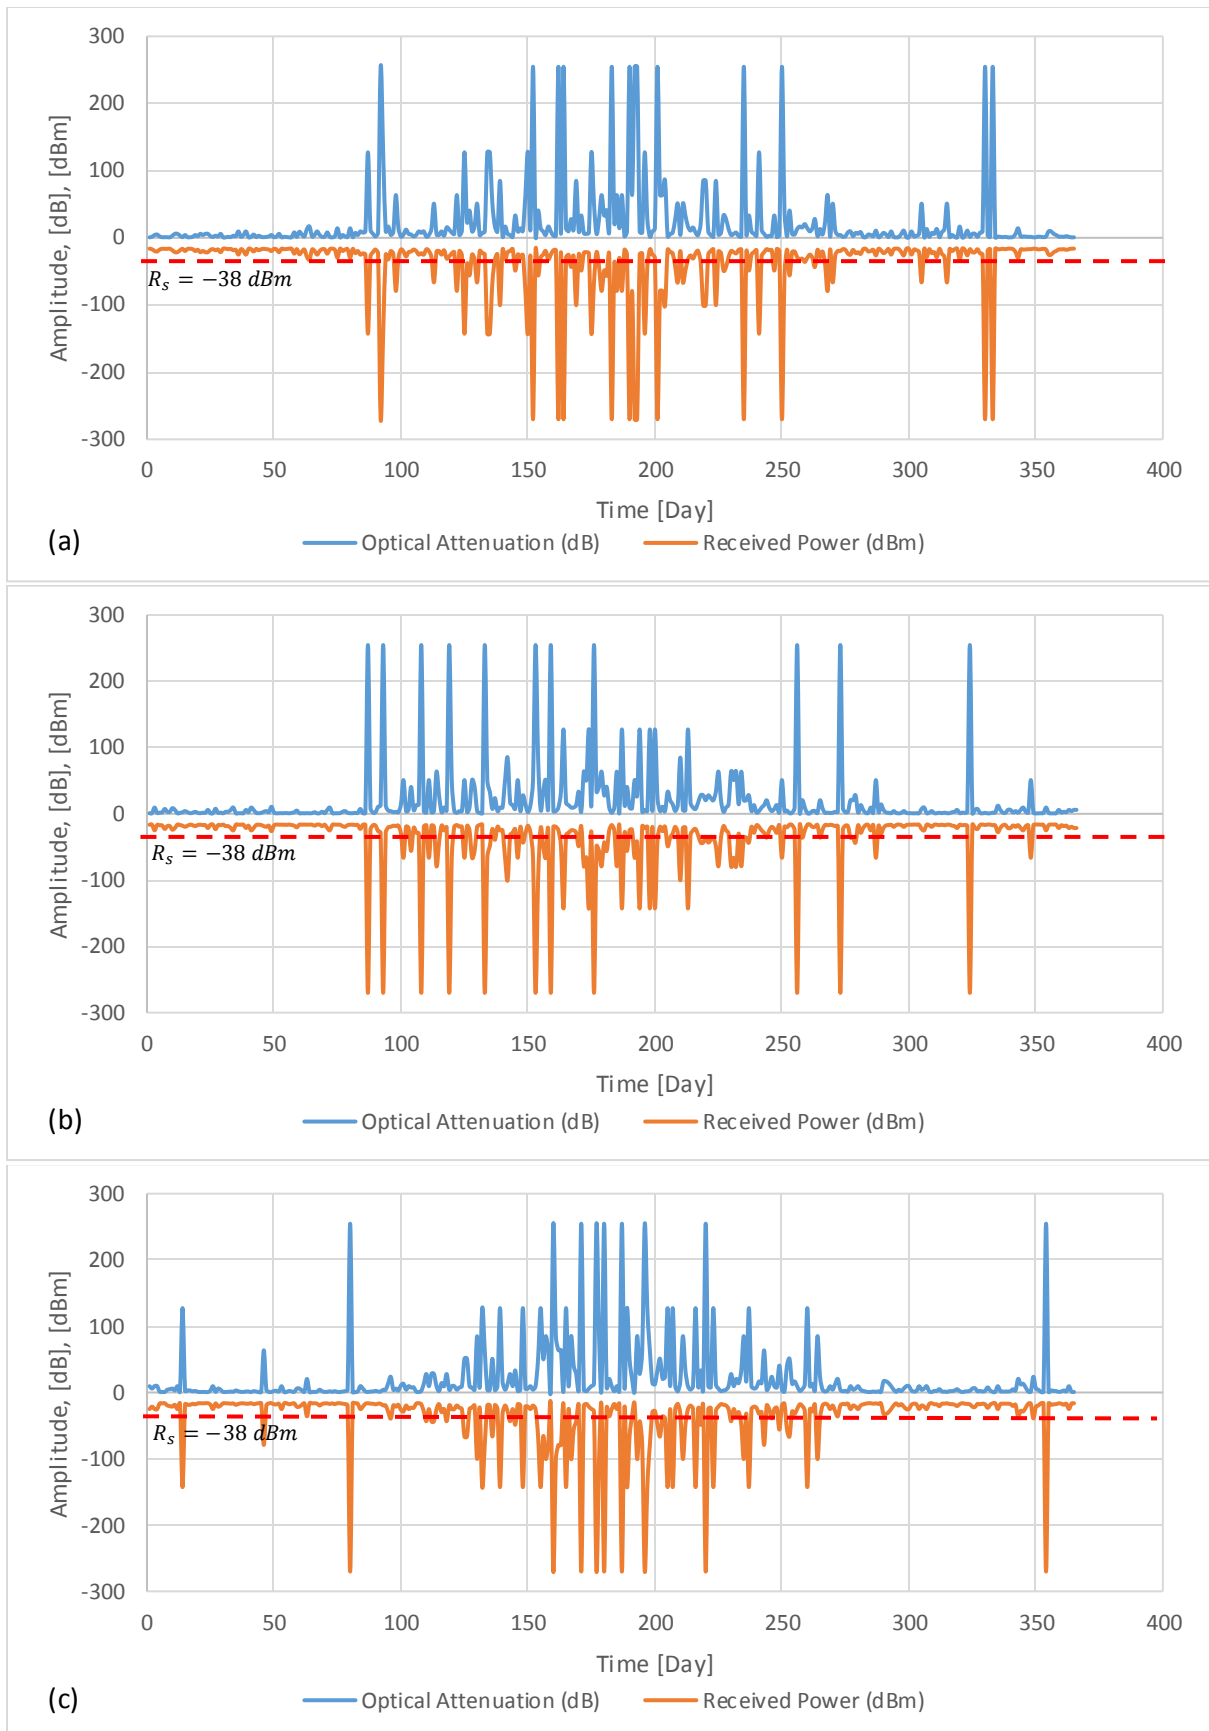 300
200
100
0
-100
-200
-300
Amplitude, [dB], [dBm]
R_s = −38 dBm
0 50 100 150 200 250 300 350 400
Time [Day]
(a)
Optical Attenuation (dB) Received Power (dBm)
300
200
100
0
-100
-200
-300
Amplitude, [dB], [dBm]
R_s = −38 dBm
0 50 100 150 200 250 300 350 400
Time [Day]
(b)
Optical Attenuation (dB) Received Power (dBm)
300
200
100
0
-100
-200
-300
Amplitude, [dB], [dBm]
R_s = −38 dBm
0 50 100 150 200 250 300 350 400
Time [Day]
(c)
Optical Attenuation (dB) Received Power (dBm)